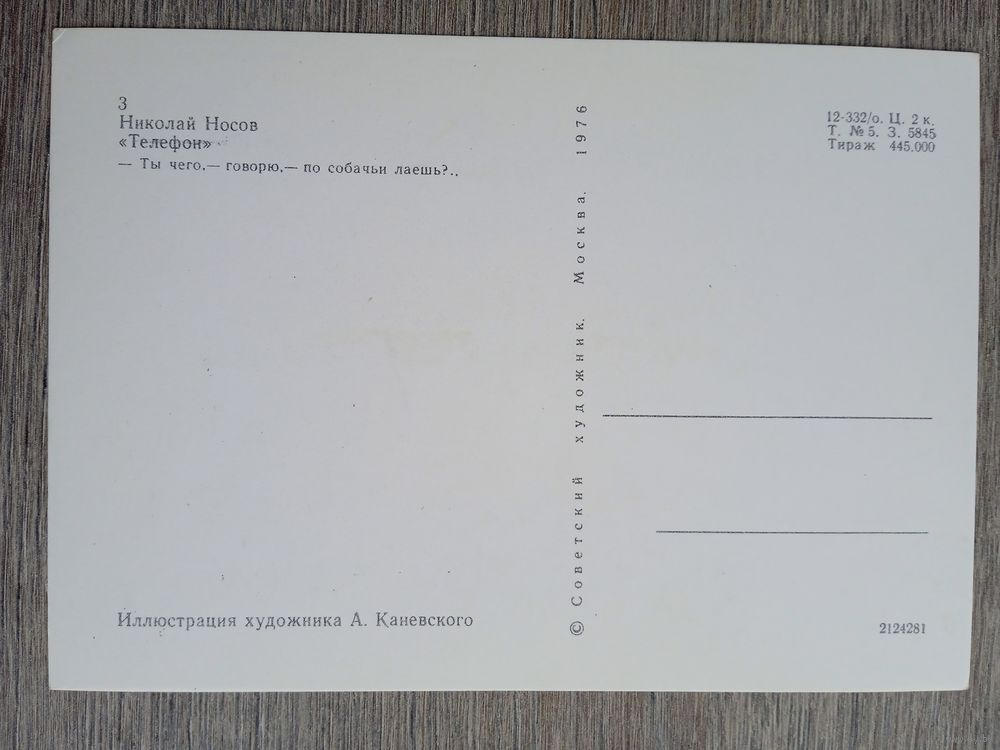 3
Николай Носов
«Телефон»
— Ты чего,— говорю,— по собачьи лаешь?..
Иллюстрация художника А. Каневского
© Советский художник. Москва. 1976
12-332/о. Ц. 2 к.
Т. № 5. З. 5845
Тираж 445.000
2124281